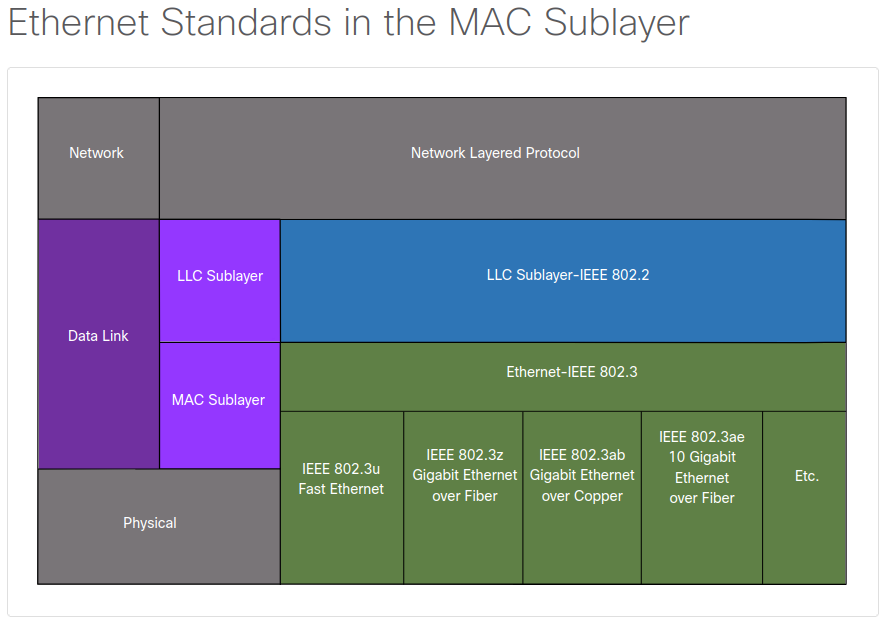 Ethernet Standards in the MAC Sublayer
Network
Network Layered Protocol
Data Link
LLC Sublayer
LLC Sublayer-IEEE 802.2
MAC Sublayer
Ethernet-IEEE 802.3
Physical
IEEE 802.3u
Fast Ethernet
IEEE 802.3z
Gigabit Ethernet
over Fiber
IEEE 802.3ab
Gigabit Ethernet
over Copper
IEEE 802.3ae
10 Gigabit
Ethernet
over Fiber
Etc.